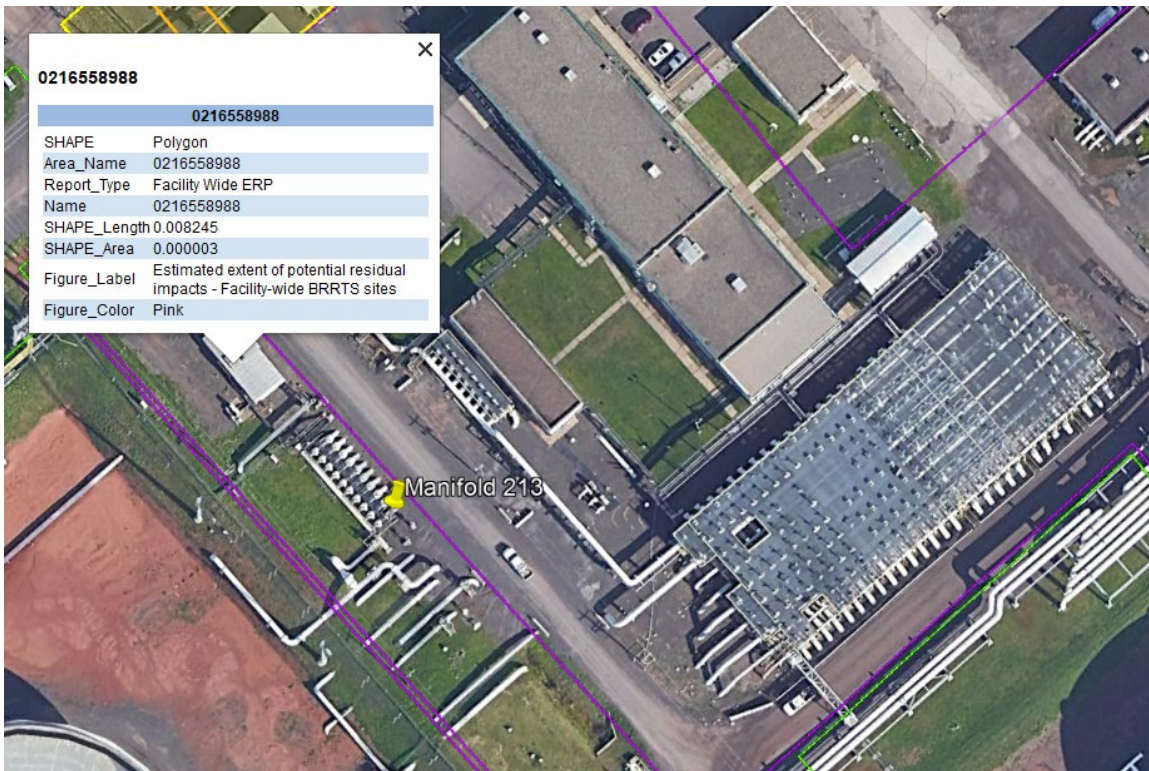 0216558988
0216558988
SHAPE Polygon
Area_Name 0216558988
Report_Type Facility Wide ERP
Name 0216558988
SHAPE_Length 0.008245
SHAPE_Area 0.000003
Figure_Label Estimated extent of potential residual
impacts - Facility-wide BRRTS sites
Figure_Color Pink
Manifold 213